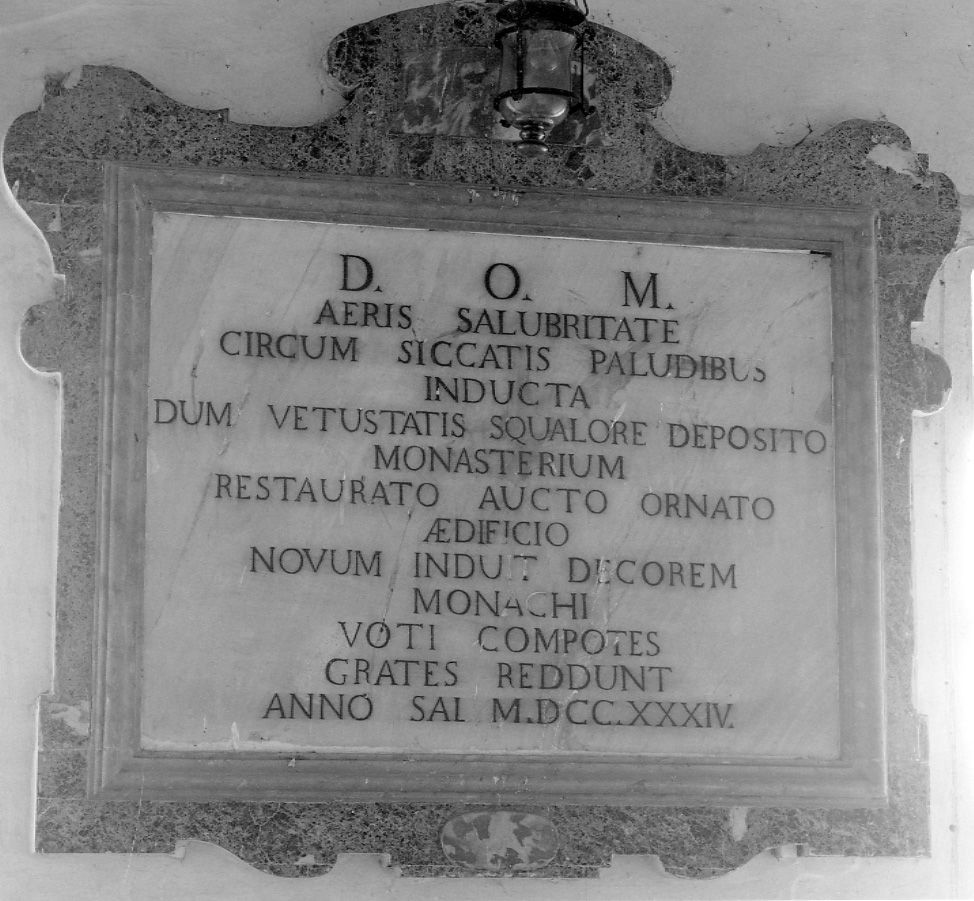 D. O. M.
AERIS SALUBRITATE
CIRCUM SICCATIS PALUDIBUS
INDUCTA
DUM VETUSTATIS SQUALORE DEPOSITO
MONASTERIUM
RESTAURATO AUCTO ORNATO
ÆDIFICIO
NOVUM INDUIT DECOREM
MONACHI
VOTI COMPOTES
GRATES REDDUNT
ANNO SAL M.DCC.XXXIV.